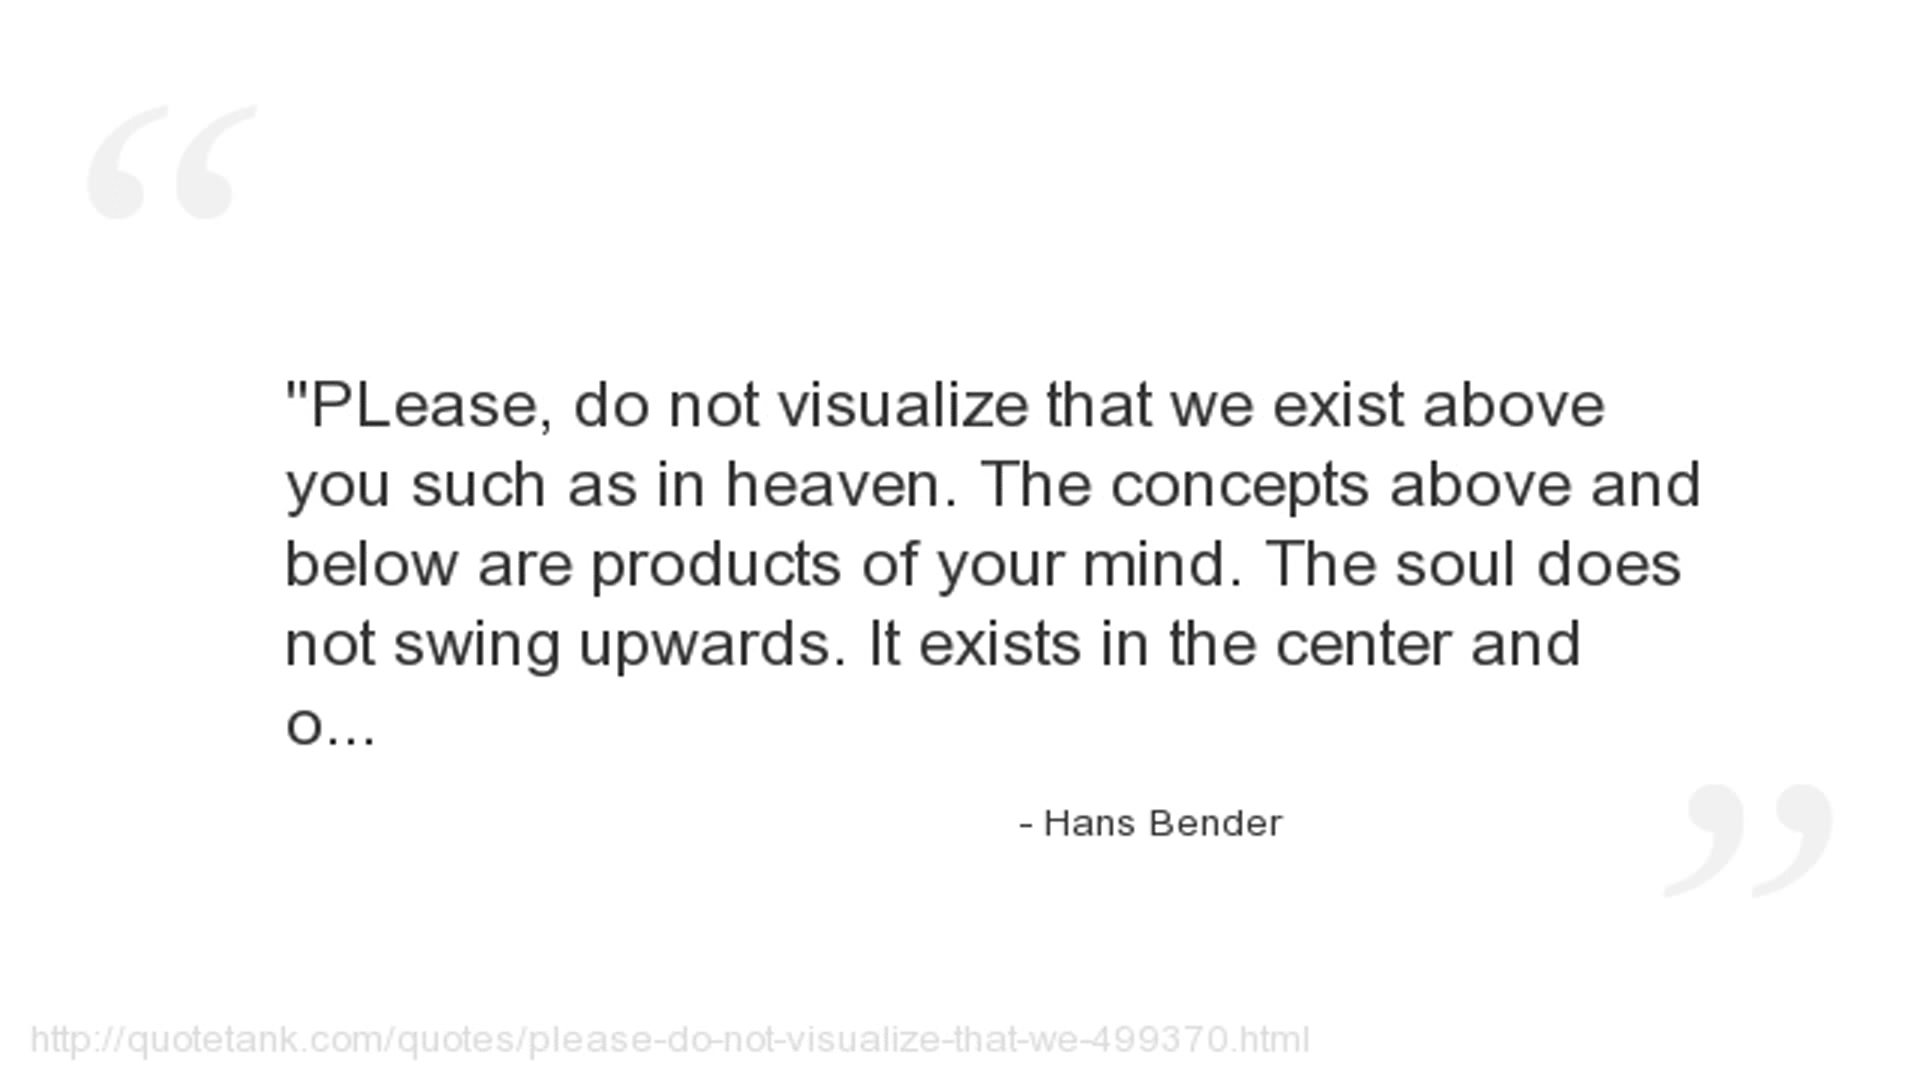 "PLease, do not visualize that we exist above
you such as in heaven. The concepts above and
below are products of your mind. The soul does
not swing upwards. It exists in the center and
o...
- Hans Bender
http://quotetank.com/quotes/please-do-not-visualize-that-we-499370.html